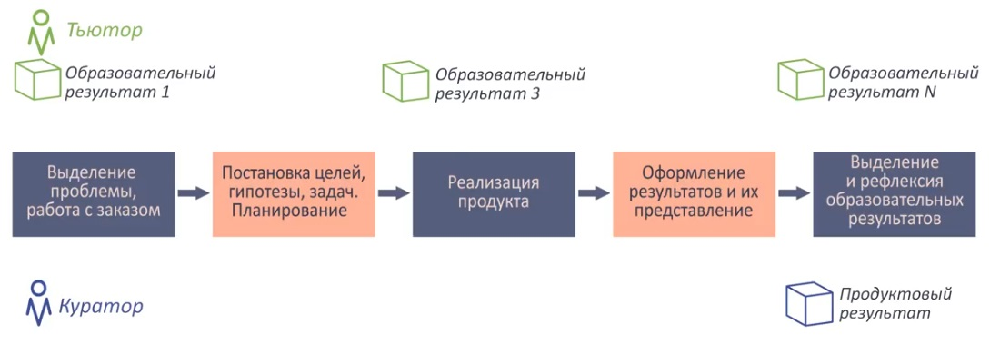 Тьютор
Образовательный
результат 1
Образовательный
результат 3
Образовательный
результат N
Выделение
проблемы,
работа с заказом
Постановка целей,
гипотезы, задач.
Планирование
Реализация
продукта
Оформление
результатов и их
представление
Выделение
и рефлексия
образовательных
результатов
Куратор
Продуктовый
результат